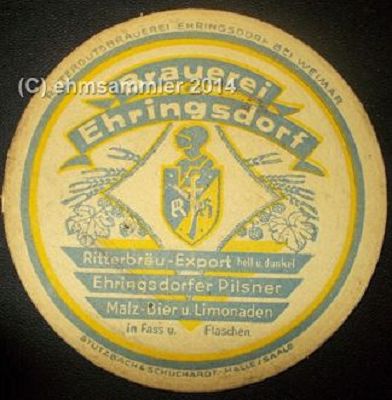 RITTERGUTSBRAUEREI EHRINGSDORF BEI WEIMAR
(C) ehmsammler 2014
Brauerei
Ehringsdorf
Ritterbräu-Export hell u. dunkel
Ehringsdorfer Pilsner
Malz-Bier u. Limonaden
in Fass u. Flaschen.
STUTZBACH & SCHUCHARDT-HALLE/SAALE